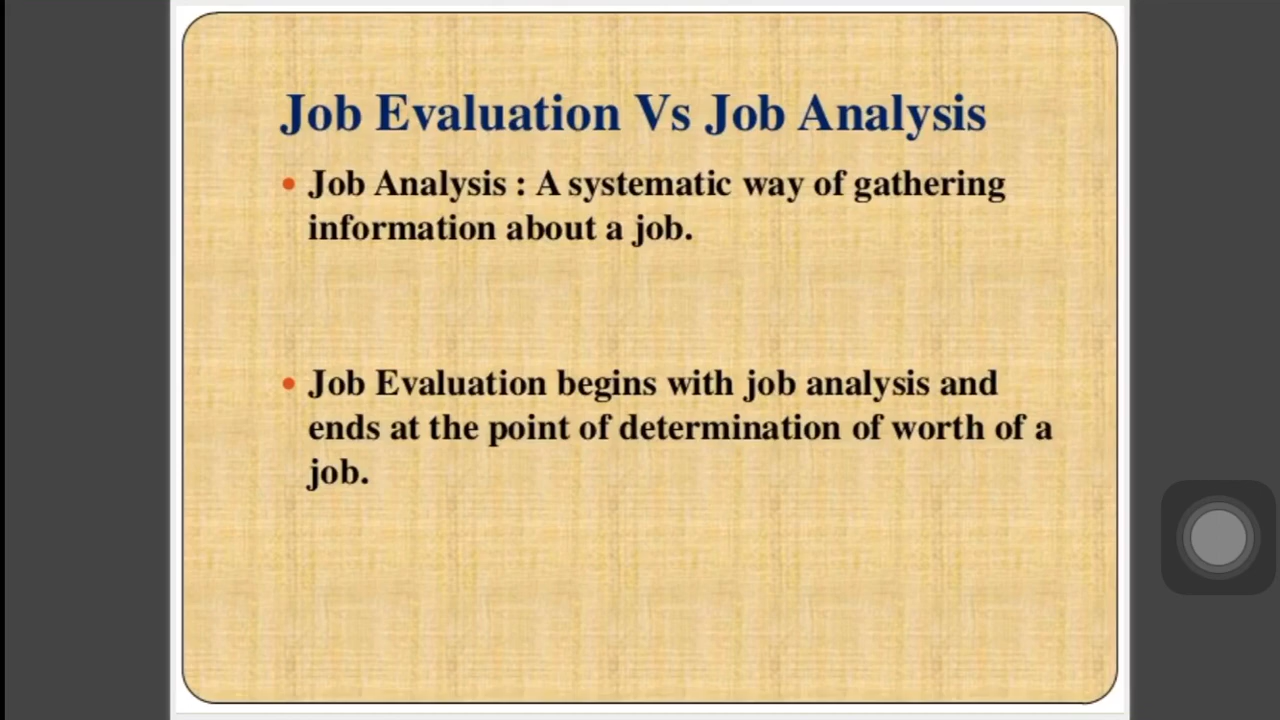 Job Evaluation Vs Job Analysis
• Job Analysis : A systematic way of gathering
information about a job.
• Job Evaluation begins with job analysis and
ends at the point of determination of worth of a
job.